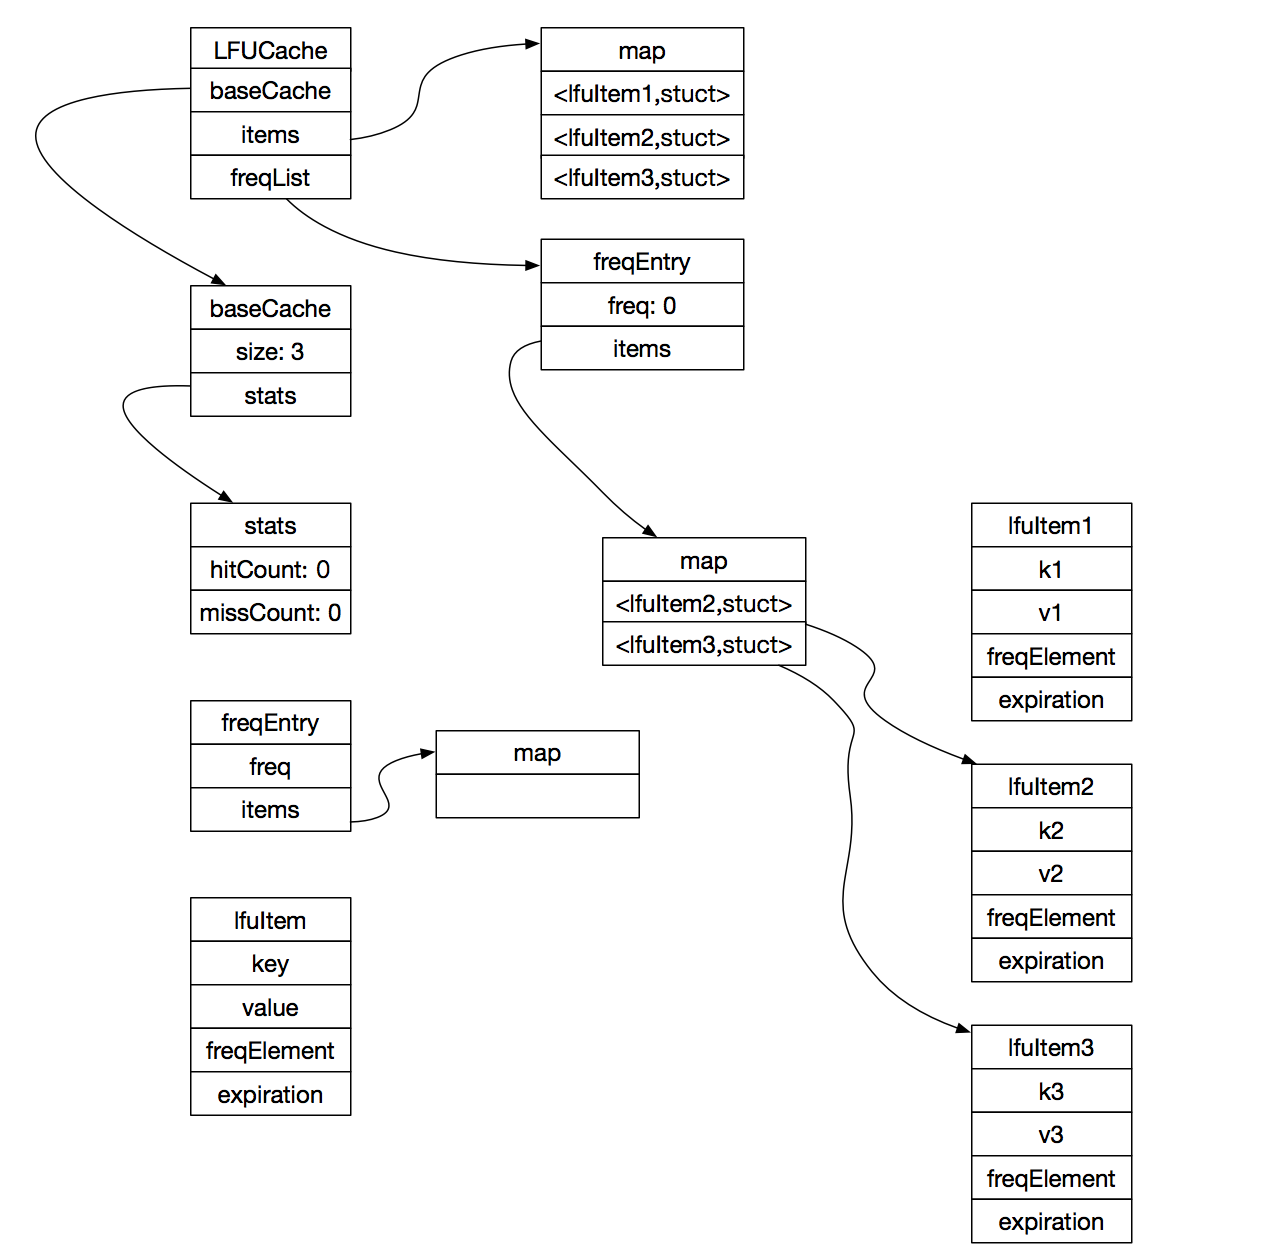 LFUCache
baseCache
items
freqList
map
<lfuItem1,stuct>
<lfuItem2,stuct>
<lfuItem3,stuct>
freqEntry
freq: 0
items
baseCache
size: 3
stats
stats
hitCount: 0
missCount: 0
map
<lfuItem2,stuct>
<lfuItem3,stuct>
lfuItem1
k1
v1
freqElement
expiration
freqEntry
freq
items
map
lfuItem2
k2
v2
freqElement
expiration
lfuItem
key
value
freqElement
expiration
lfuItem3
k3
v3
freqElement
expiration